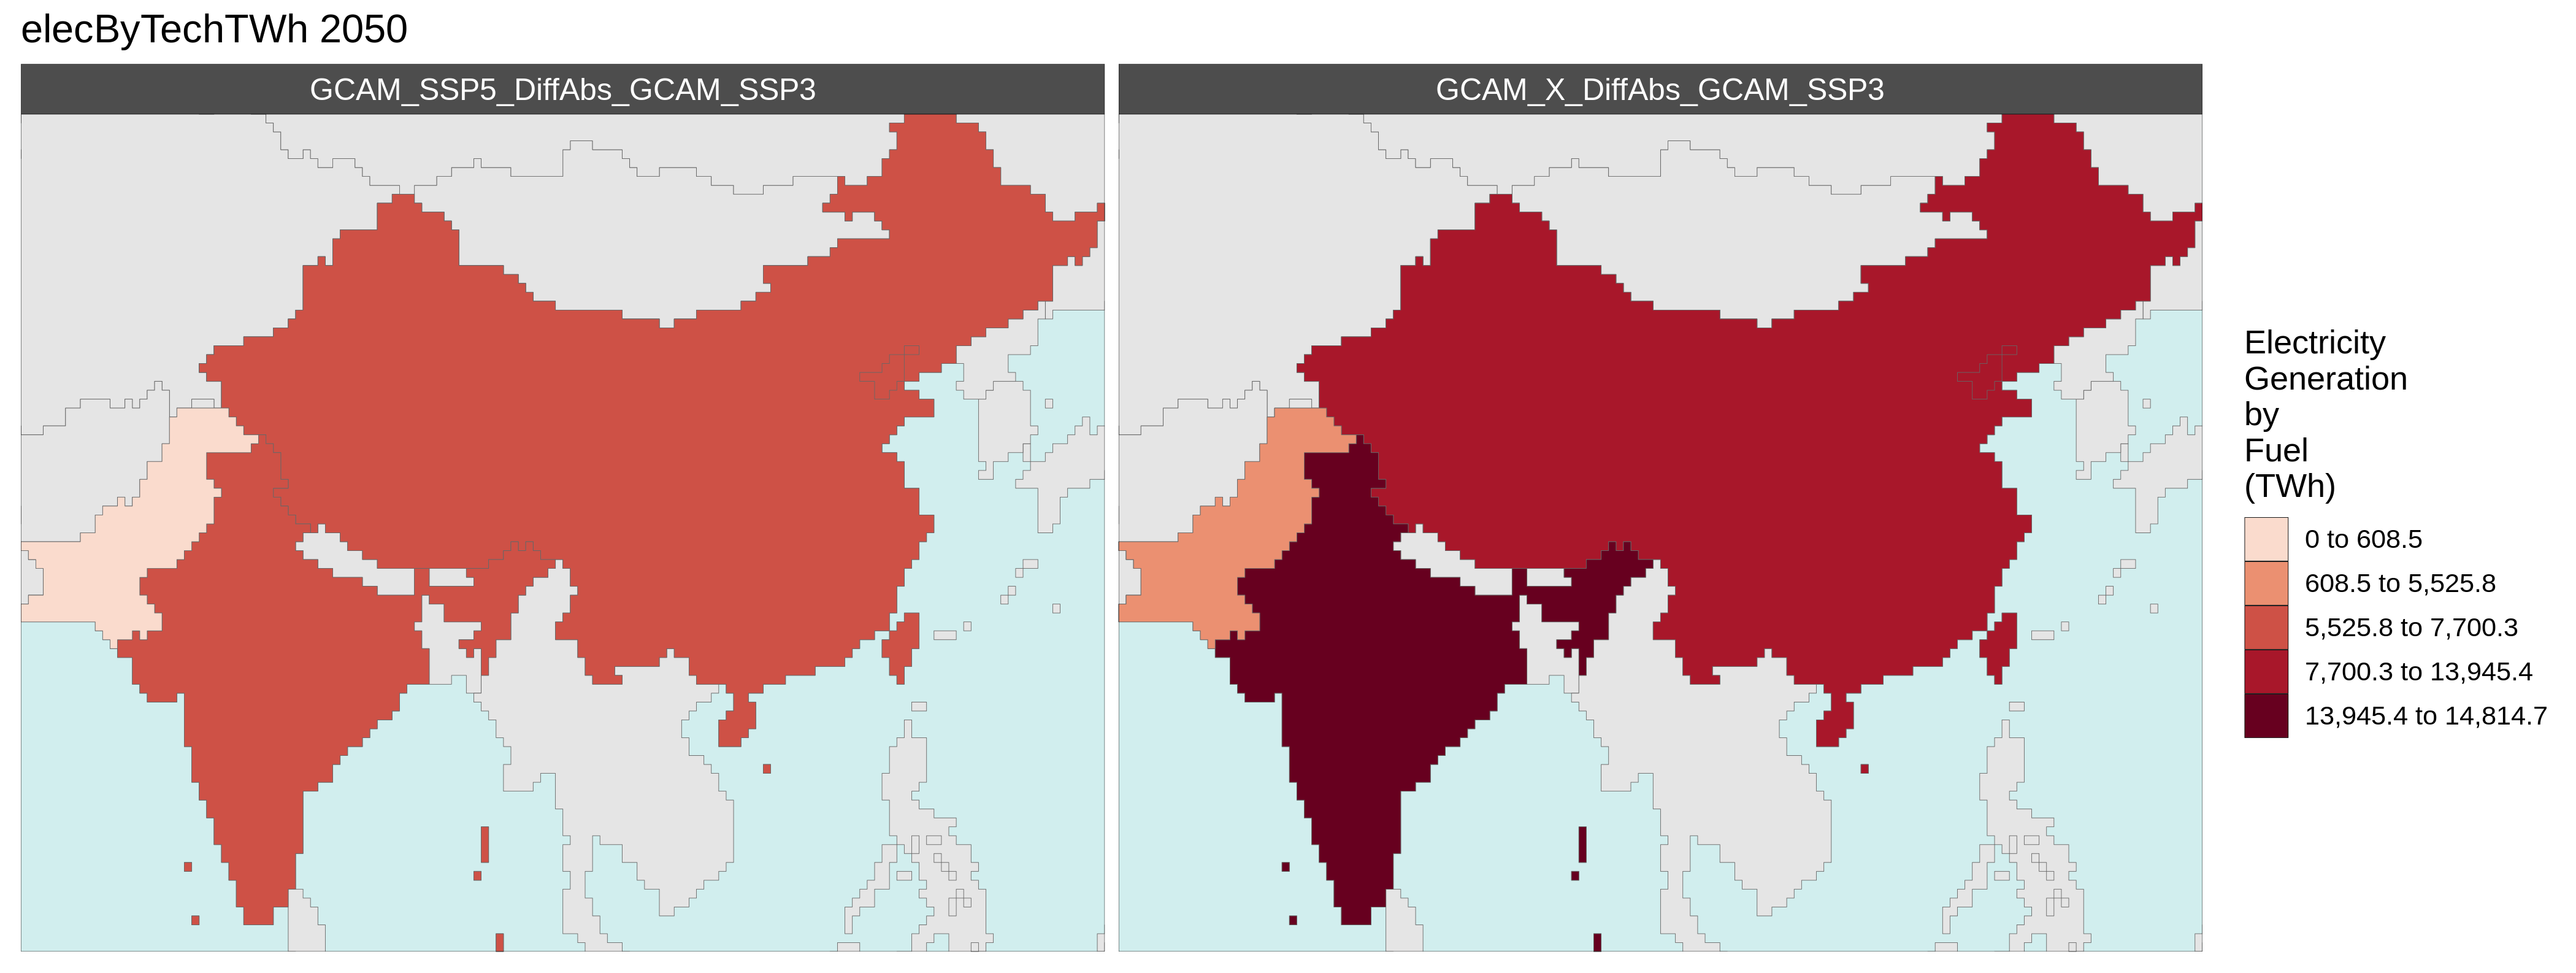 elecByTechTWh 2050
GCAM_SSP5_DiffAbs_GCAM_SSP3
GCAM_X_DiffAbs_GCAM_SSP3
Electricity
Generation
by
Fuel
(TWh)
0 to 608.5
608.5 to 5,525.8
5,525.8 to 7,700.3
7,700.3 to 13,945.4
13,945.4 to 14,814.7